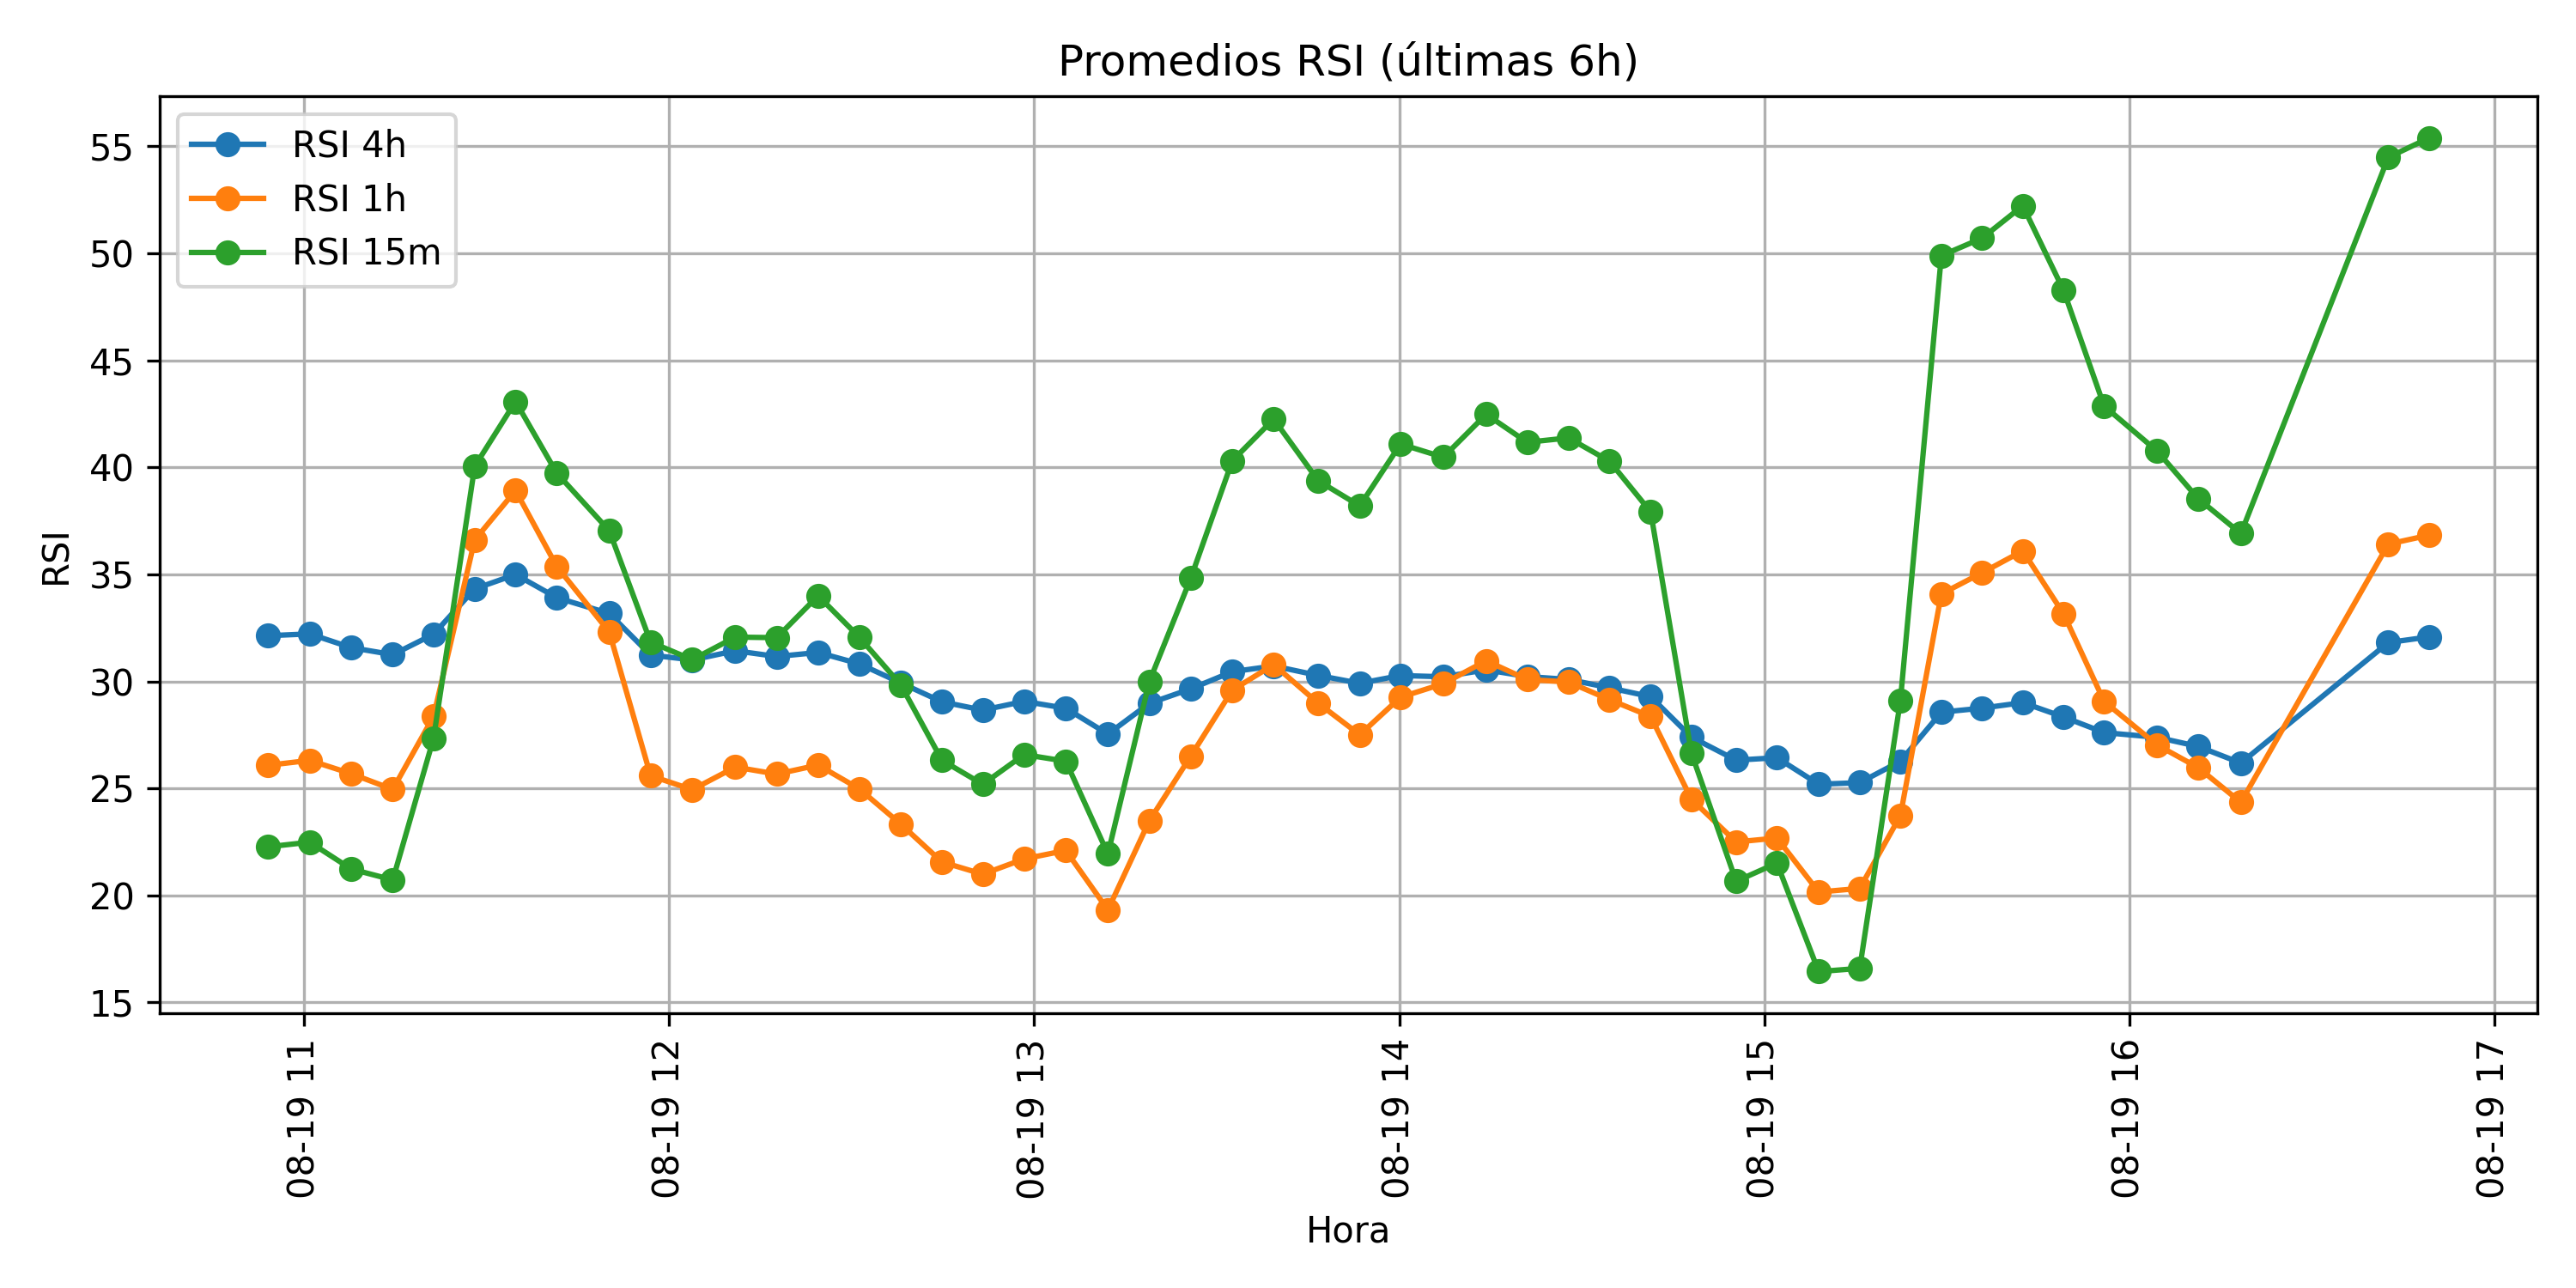 Promedios RSI (últimas 6h)
RSI 4h
RSI 1h
RSI 15m
RSI
55
50
45
40
35
30
25
20
15
08-19 11
08-19 12
08-19 13
08-19 14
08-19 15
08-19 16
08-19 17
Hora